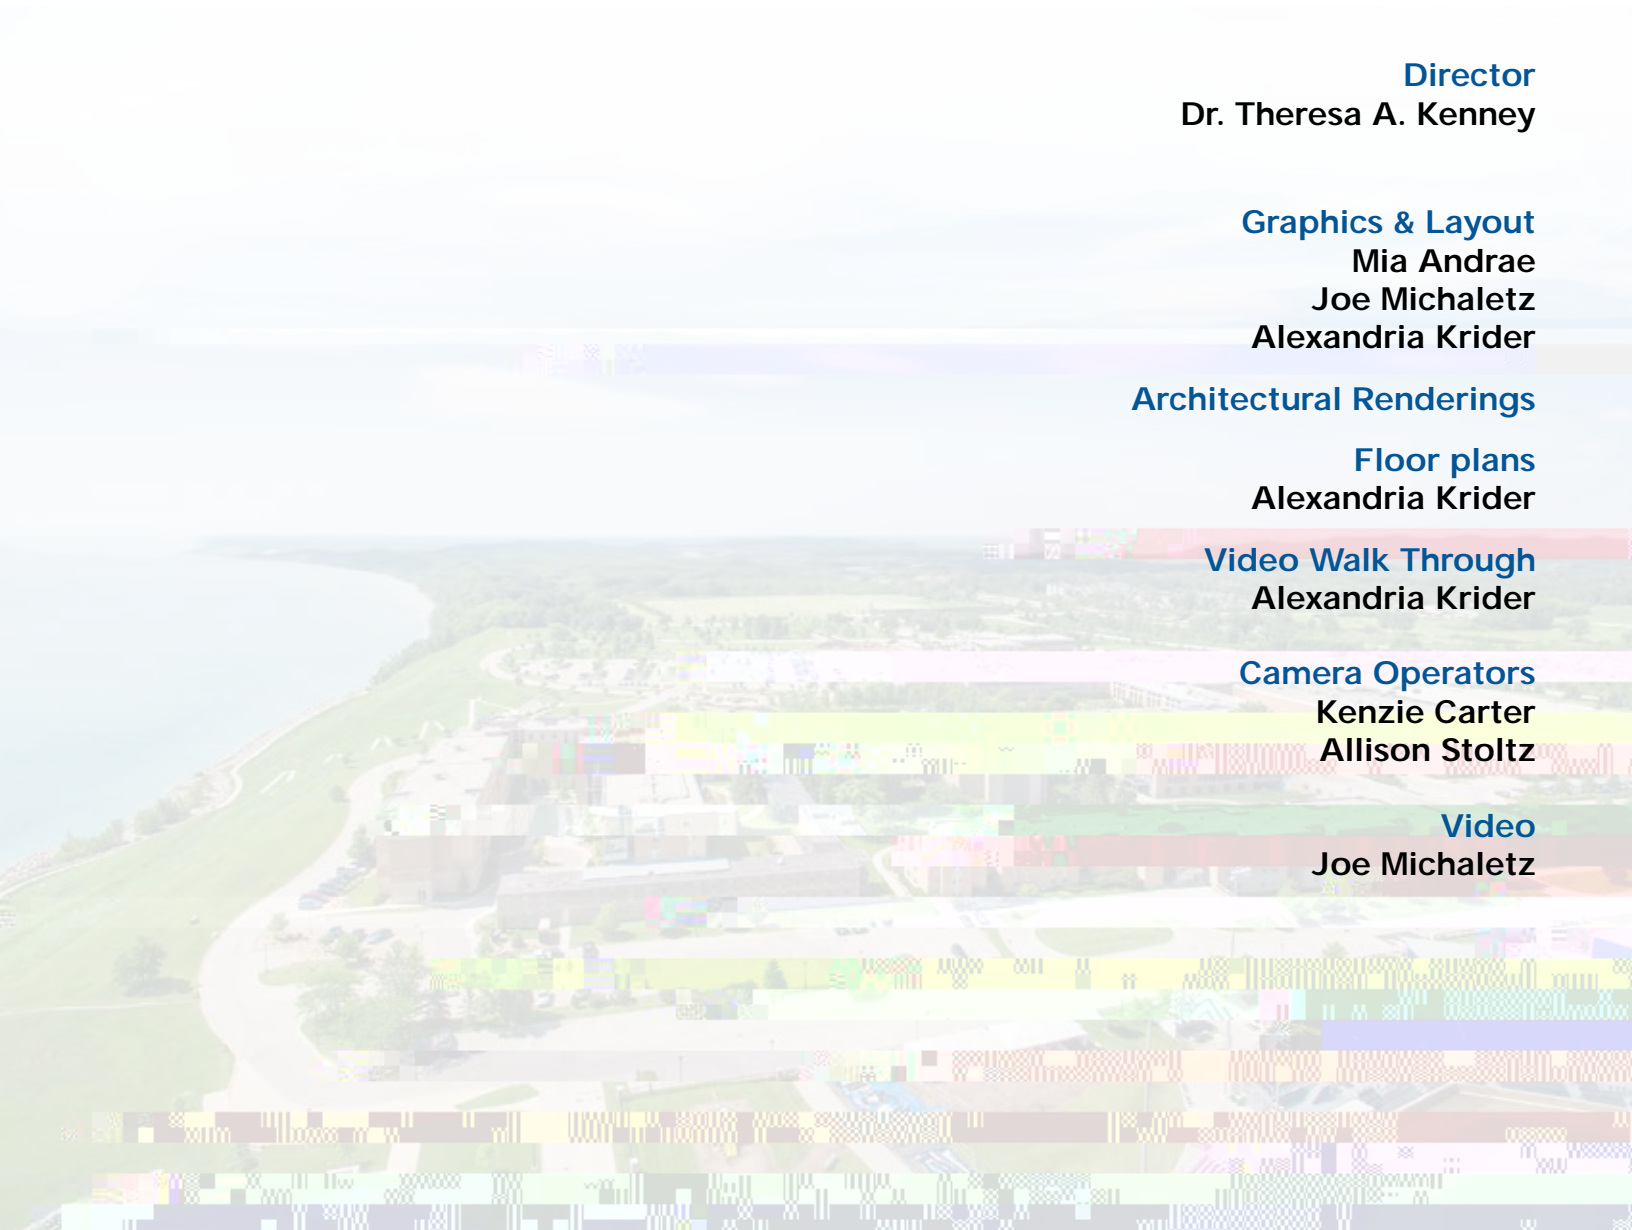 Director
Dr. Theresa A. Kenney
Graphics & Layout
Mia Andrae
Joe Michaletz
Alexandria Krider
Architectural Renderings
Floor plans
Alexandria Krider
Video Walk Through
Alexandria Krider
Camera Operators
Kenzie Carter
Allison Stoltz
Video
Joe Michaletz